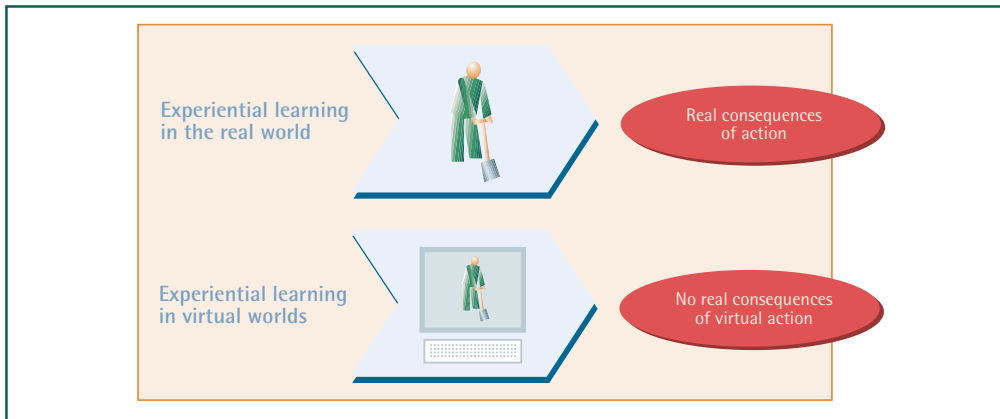 Experiential learning
in the real world
Real consequences
of action
Experiential learning
in virtual worlds
No real consequences
of virtual action